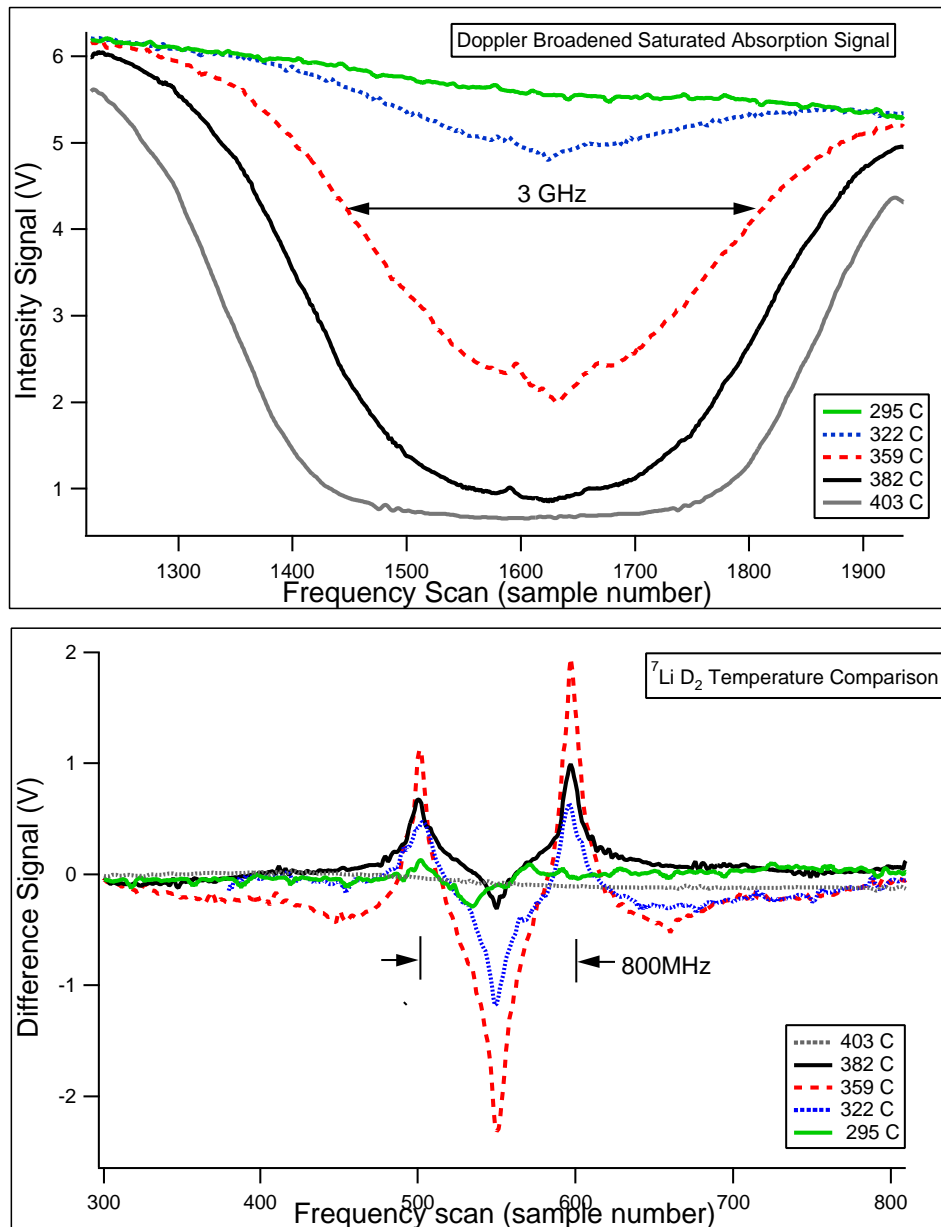 Doppler Broadened Saturated Absorption Signal
Intensity Signal (V)
6
5
4
3
2
1
3 GHz
295 C
322 C
359 C
382 C
403 C
1300 1400 1500 1600 1700 1800 1900
Frequency Scan (sample number)
⁷Li D₂ Temperature Comparison
Difference Signal (V)
2
1
0
-1
-2
800MHz
403 C
382 C
359 C
322 C
295 C
300 400 500 600 700 800
Frequency scan (sample number)